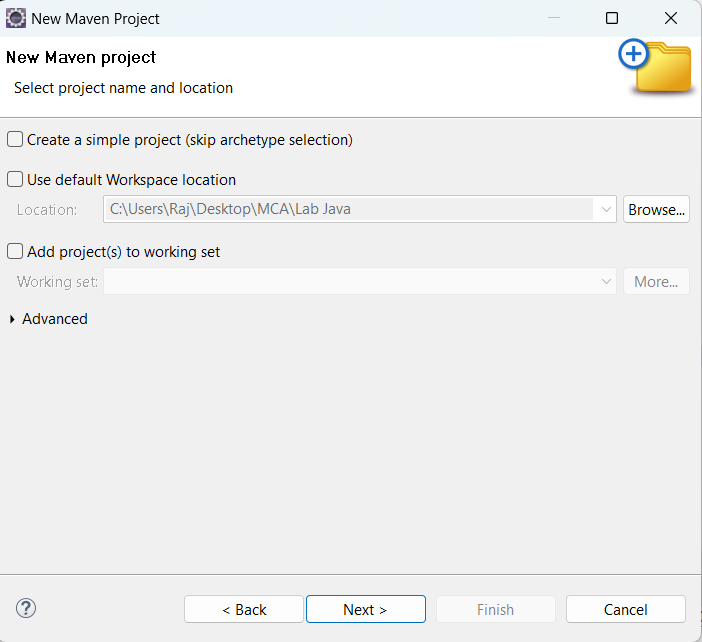 New Maven Project
New Maven project
Select project name and location
Create a simple project (skip archetype selection)
Use default Workspace location
Location: C:\Users\Raj\Desktop\MCA\Lab Java Browse...
Add project(s) to working set
Working set: More...
Advanced
? < Back Next > Finish Cancel